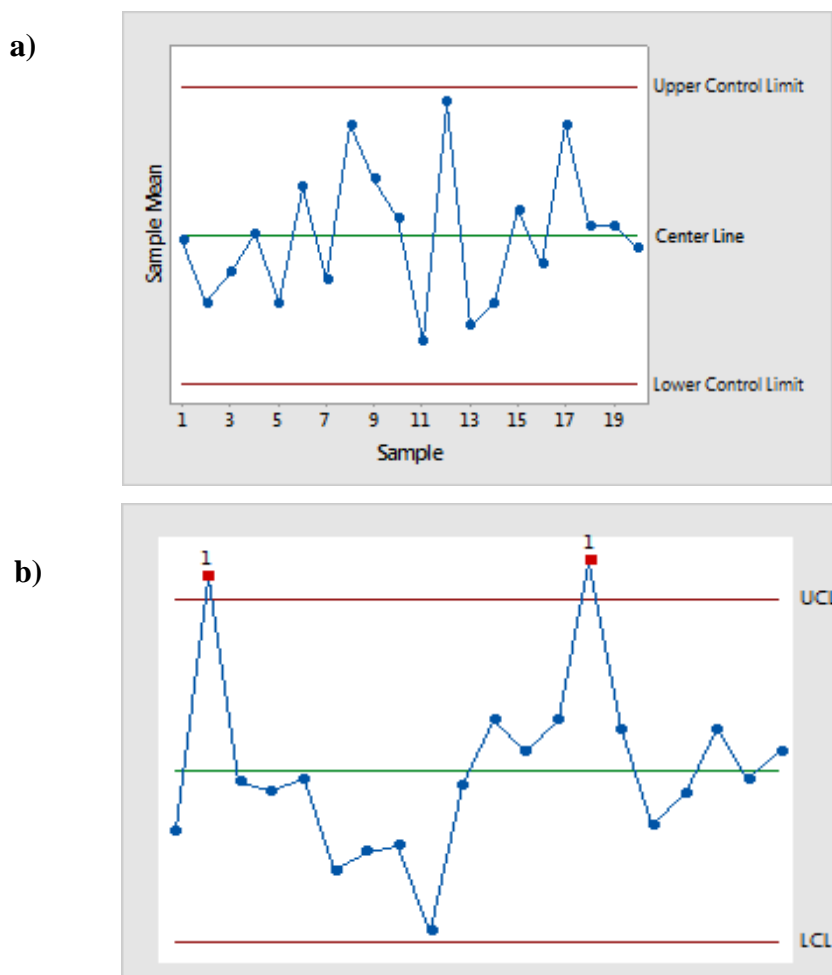 a)
Upper Control Limit
Sample Mean
Center Line
Lower Control Limit
1 3 5 7 9 11 13 15 17 19
Sample
b)
1 1
UCL
LCL